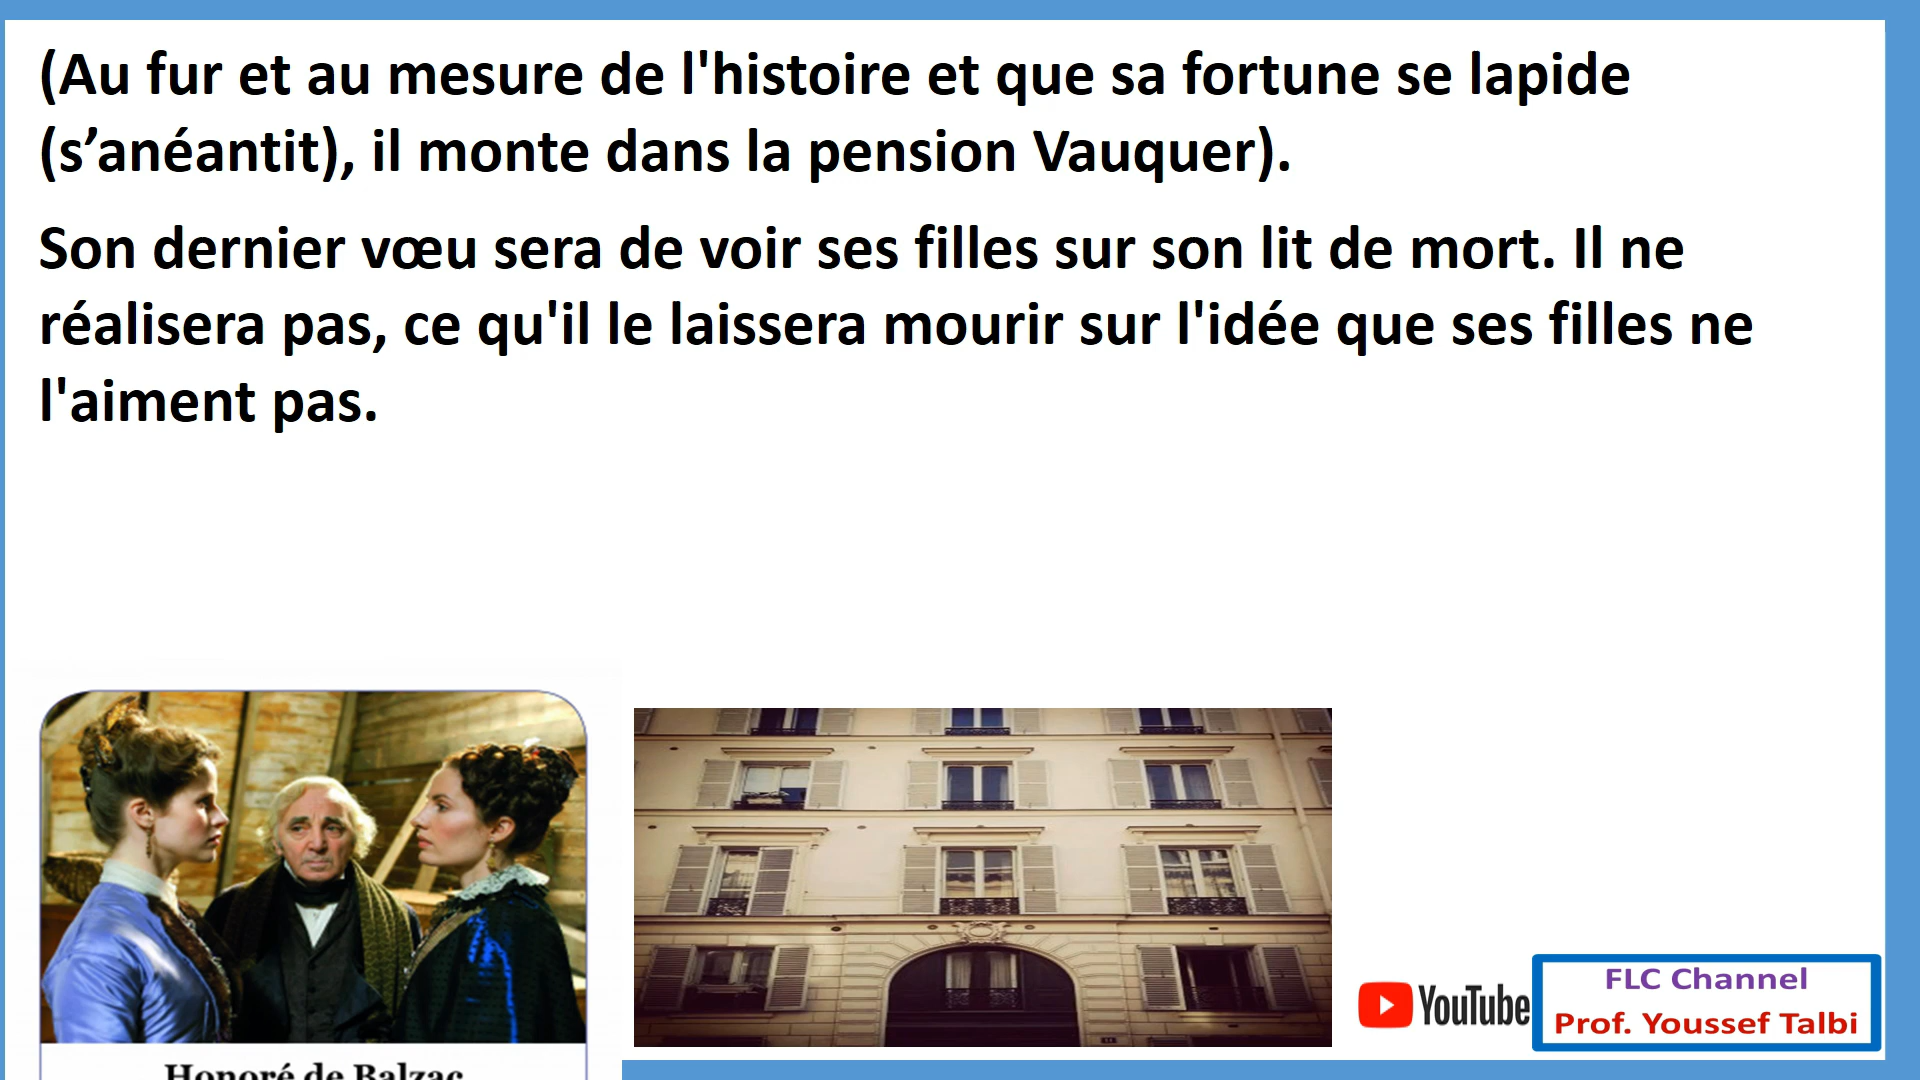 (Au fur et au mesure de l'histoire et que sa fortune se lapide
(s’anéantit), il monte dans la pension Vauquer).
Son dernier vœu sera de voir ses filles sur son lit de mort. Il ne
réalisera pas, ce qu'il le laissera mourir sur l'idée que ses filles ne
l'aiment pas.
Honoré de Balzac
YouTube
FLC Channel
Prof. Youssef Talbi